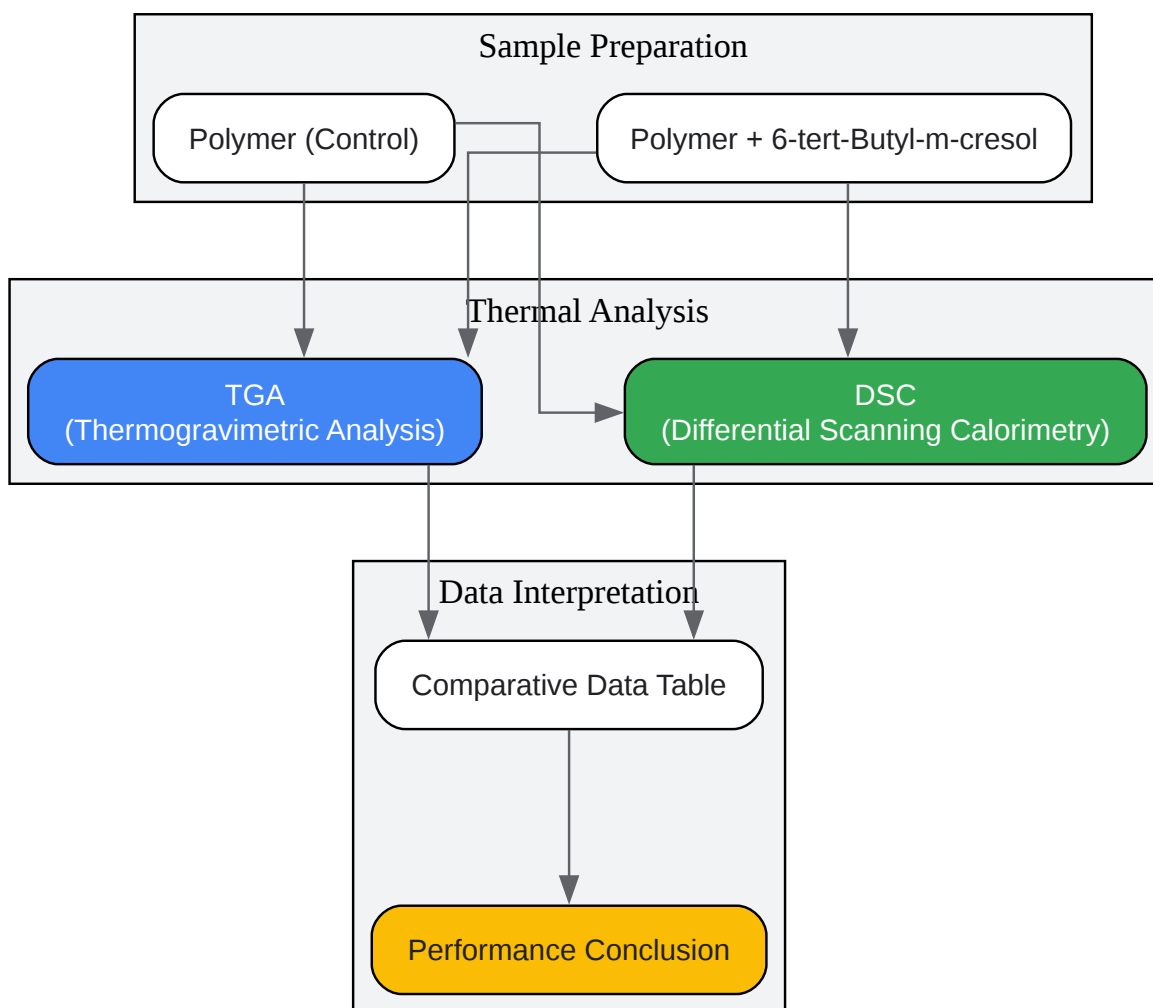 Sample Preparation
Polymer (Control)
Polymer + 6-tert-Butyl-m-cresol
Thermal Analysis
TGA
(Thermogravimetric Analysis)
DSC
(Differential Scanning Calorimetry)
Data Interpretation
Comparative Data Table
Performance Conclusion